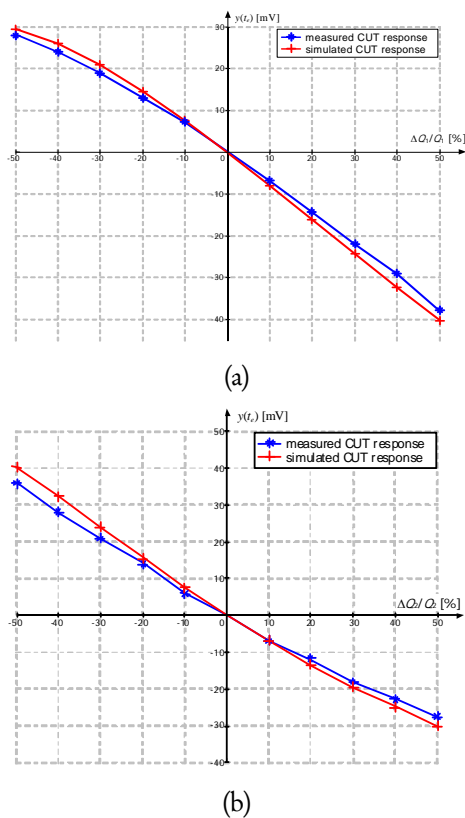 y(tᵣ) [mV]
30
measured CUT response
simulated CUT response
20
10
ΔQ₁/Q₁ [%]
-50 -40 -30 -20 -10 0 10 20 30 40 50
-10
-20
-30
-40
(a)
y(tᵣ) [mV]
50
measured CUT response
simulated CUT response
40
30
20
10
ΔQ₂/Q₂ [%]
-50 -40 -30 -20 -10 0 10 20 30 40 50
-10
-20
-30
-40
(b)